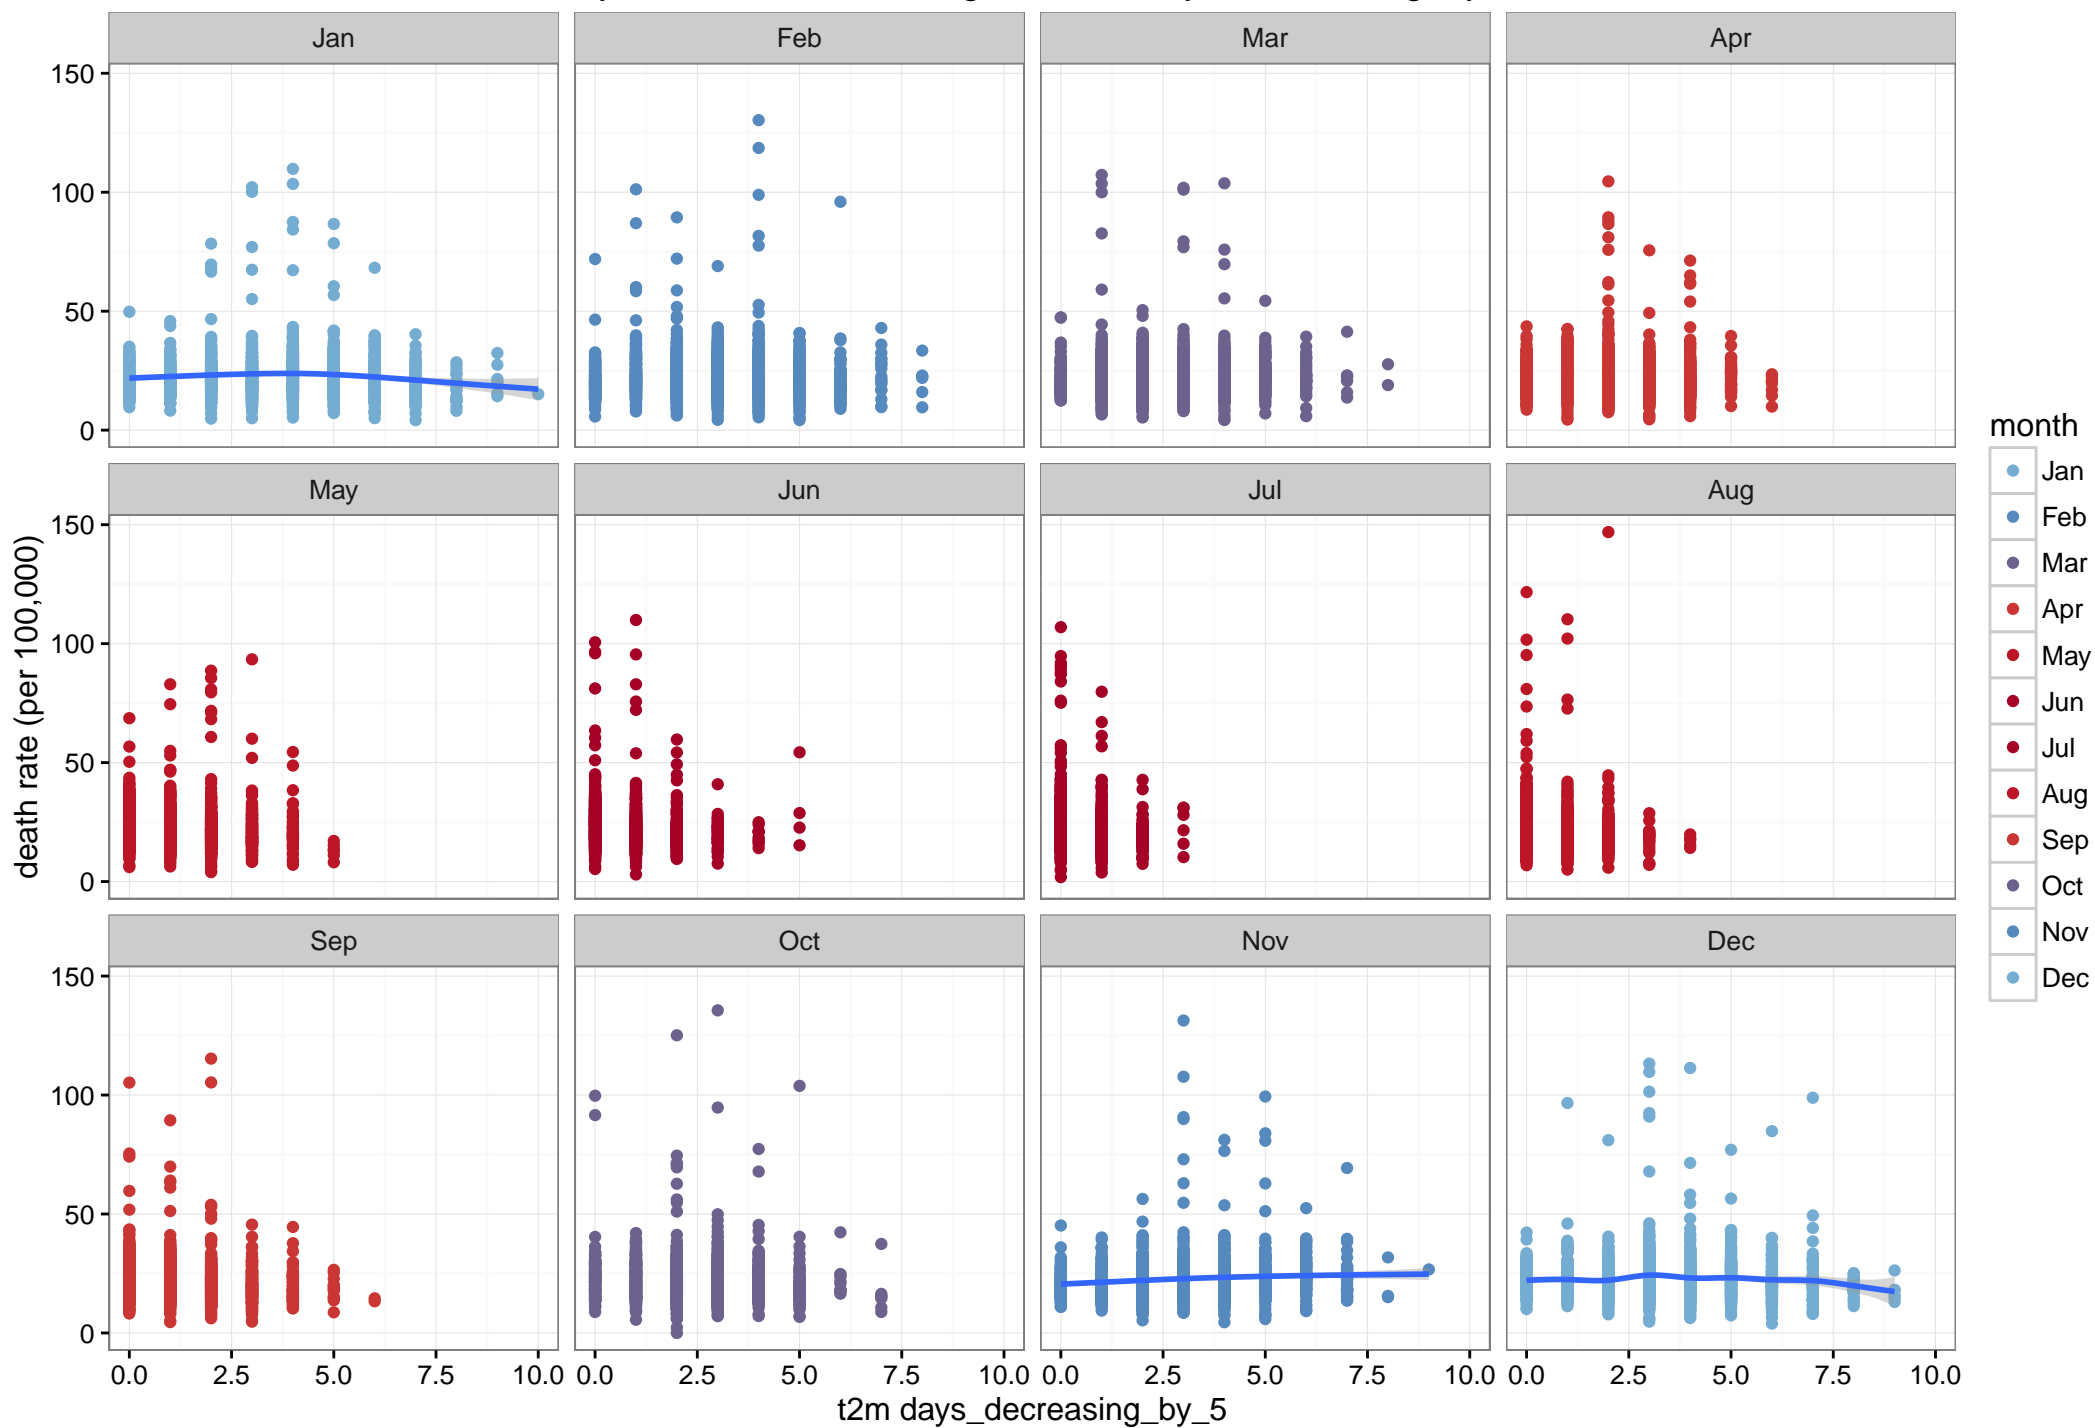 Jan Feb Mar Apr
150
100
50
0
May Jun Jul Aug
150
100
50
0
Sep Oct Nov Dec
150
100
50
0
0.0 2.5 5.0 7.5 10.0 0.0 2.5 5.0 7.5 10.0 0.0 2.5 5.0 7.5 10.0 0.0 2.5 5.0 7.5 10.0
t2m days_decreasing_by_5
death rate (per 100,000)
month
Jan
Feb
Mar
Apr
May
Jun
Jul
Aug
Sep
Oct
Nov
Dec